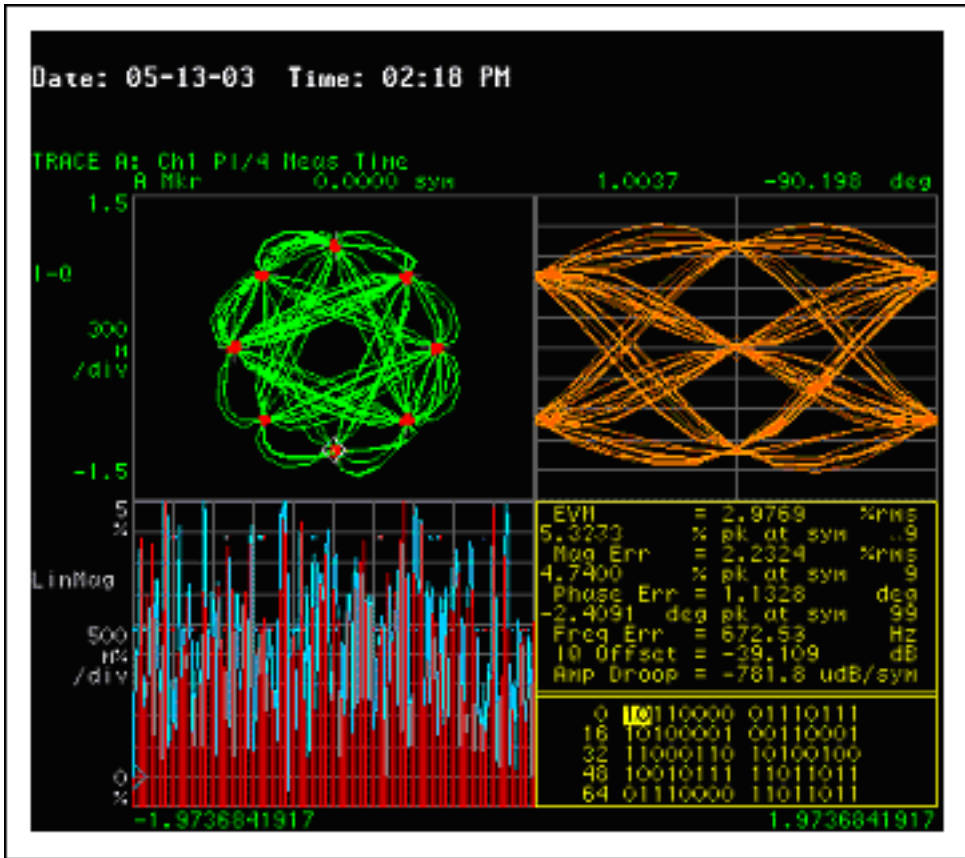 Date: 05-13-03 Time: 02:18 PM
TRACE A: Ch1 PI/4 Meas Time
A Mkr 0.0000 sym 1.0037 -90.198 deg
1.5
I-Q
300
m
/div
-1.5
5
%
LinMag
500
m%
/div
0
%
-1.9736841917 1.9736841917
EVM = 2.9769 %rms
% pk at sym
Mag Err = 2.2324 %rms
4.7400 % pk at sym 9
Phase Err = 1.1328 deg
-2.4091 deg pk at sym 99
Freq Err = 672.53 Hz
IQ Offset = -39.109 dB
Amp Droop = -781.8 udB/sym
0 10110000 01110111
16 10100001 00110001
32 11000110 10100100
48 10010111 11011011
64 01110000 11011011